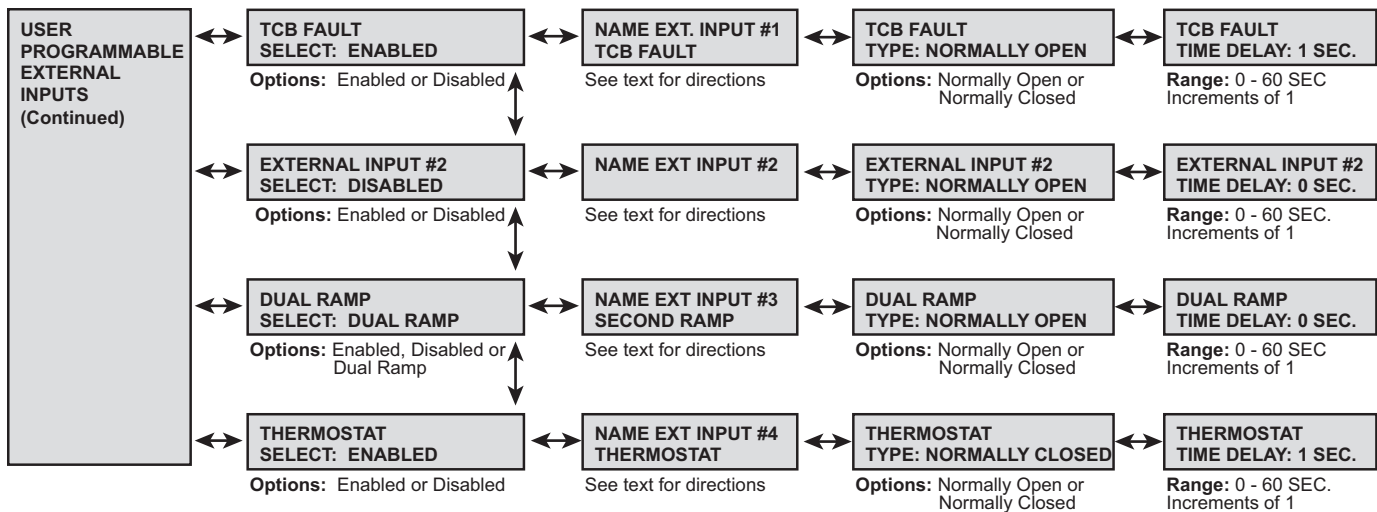 USER
PROGRAMMABLE
EXTERNAL
INPUTS
(Continued)
TCB FAULT
SELECT: ENABLED
Options: Enabled or Disabled
NAME EXT. INPUT #1
TCB FAULT
See text for directions
TCB FAULT
TYPE: NORMALLY OPEN
Options: Normally Open or
Normally Closed
TCB FAULT
TIME DELAY: 1 SEC.
Range: 0 - 60 SEC
Increments of 1
EXTERNAL INPUT #2
SELECT: DISABLED
Options: Enabled or Disabled
NAME EXT INPUT #2
See text for directions
EXTERNAL INPUT #2
TYPE: NORMALLY OPEN
Options: Normally Open or
Normally Closed
EXTERNAL INPUT #2
TIME DELAY: 0 SEC.
Range: 0 - 60 SEC.
Increments of 1
DUAL RAMP
SELECT: DUAL RAMP
Options: Enabled, Disabled or
Dual Ramp
NAME EXT INPUT #3
SECOND RAMP
See text for directions
DUAL RAMP
TYPE: NORMALLY OPEN
Options: Normally Open or
Normally Closed
DUAL RAMP
TIME DELAY: 0 SEC.
Range: 0 - 60 SEC
Increments of 1
THERMOSTAT
SELECT: ENABLED
Options: Enabled or Disabled
NAME EXT INPUT #4
THERMOSTAT
See text for directions
THERMOSTAT
TYPE: NORMALLY CLOSED
Options: Normally Open or
Normally Closed
THERMOSTAT
TIME DELAY: 1 SEC.
Range: 0 - 60 SEC.
Increments of 1